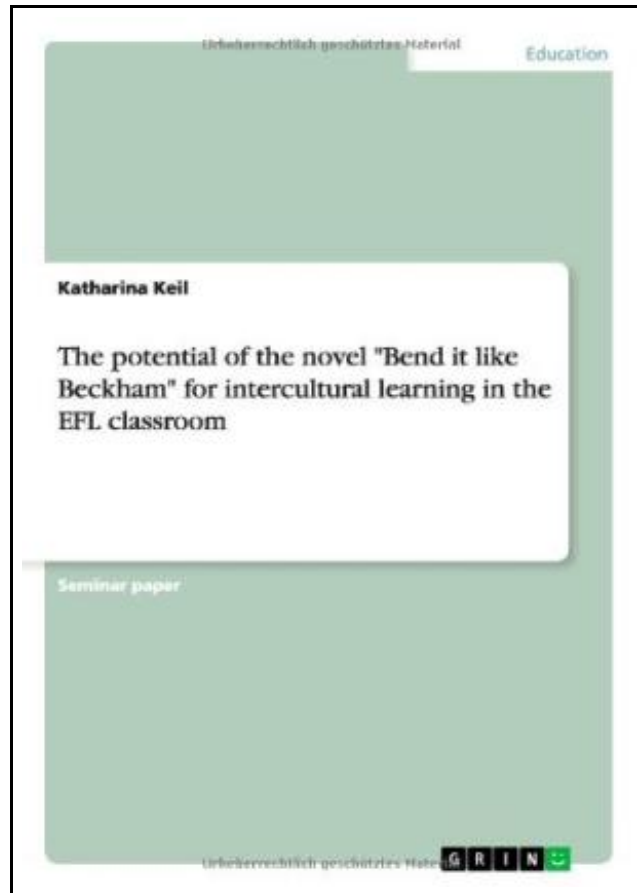 Urheberrechtlich geschütztes Material
Education
Katharina Keil
The potential of the novel "Bend it like
Beckham" for intercultural learning in the
EFL classroom
Seminar paper
Urheberrechtlich geschütztes Mate
GRIN